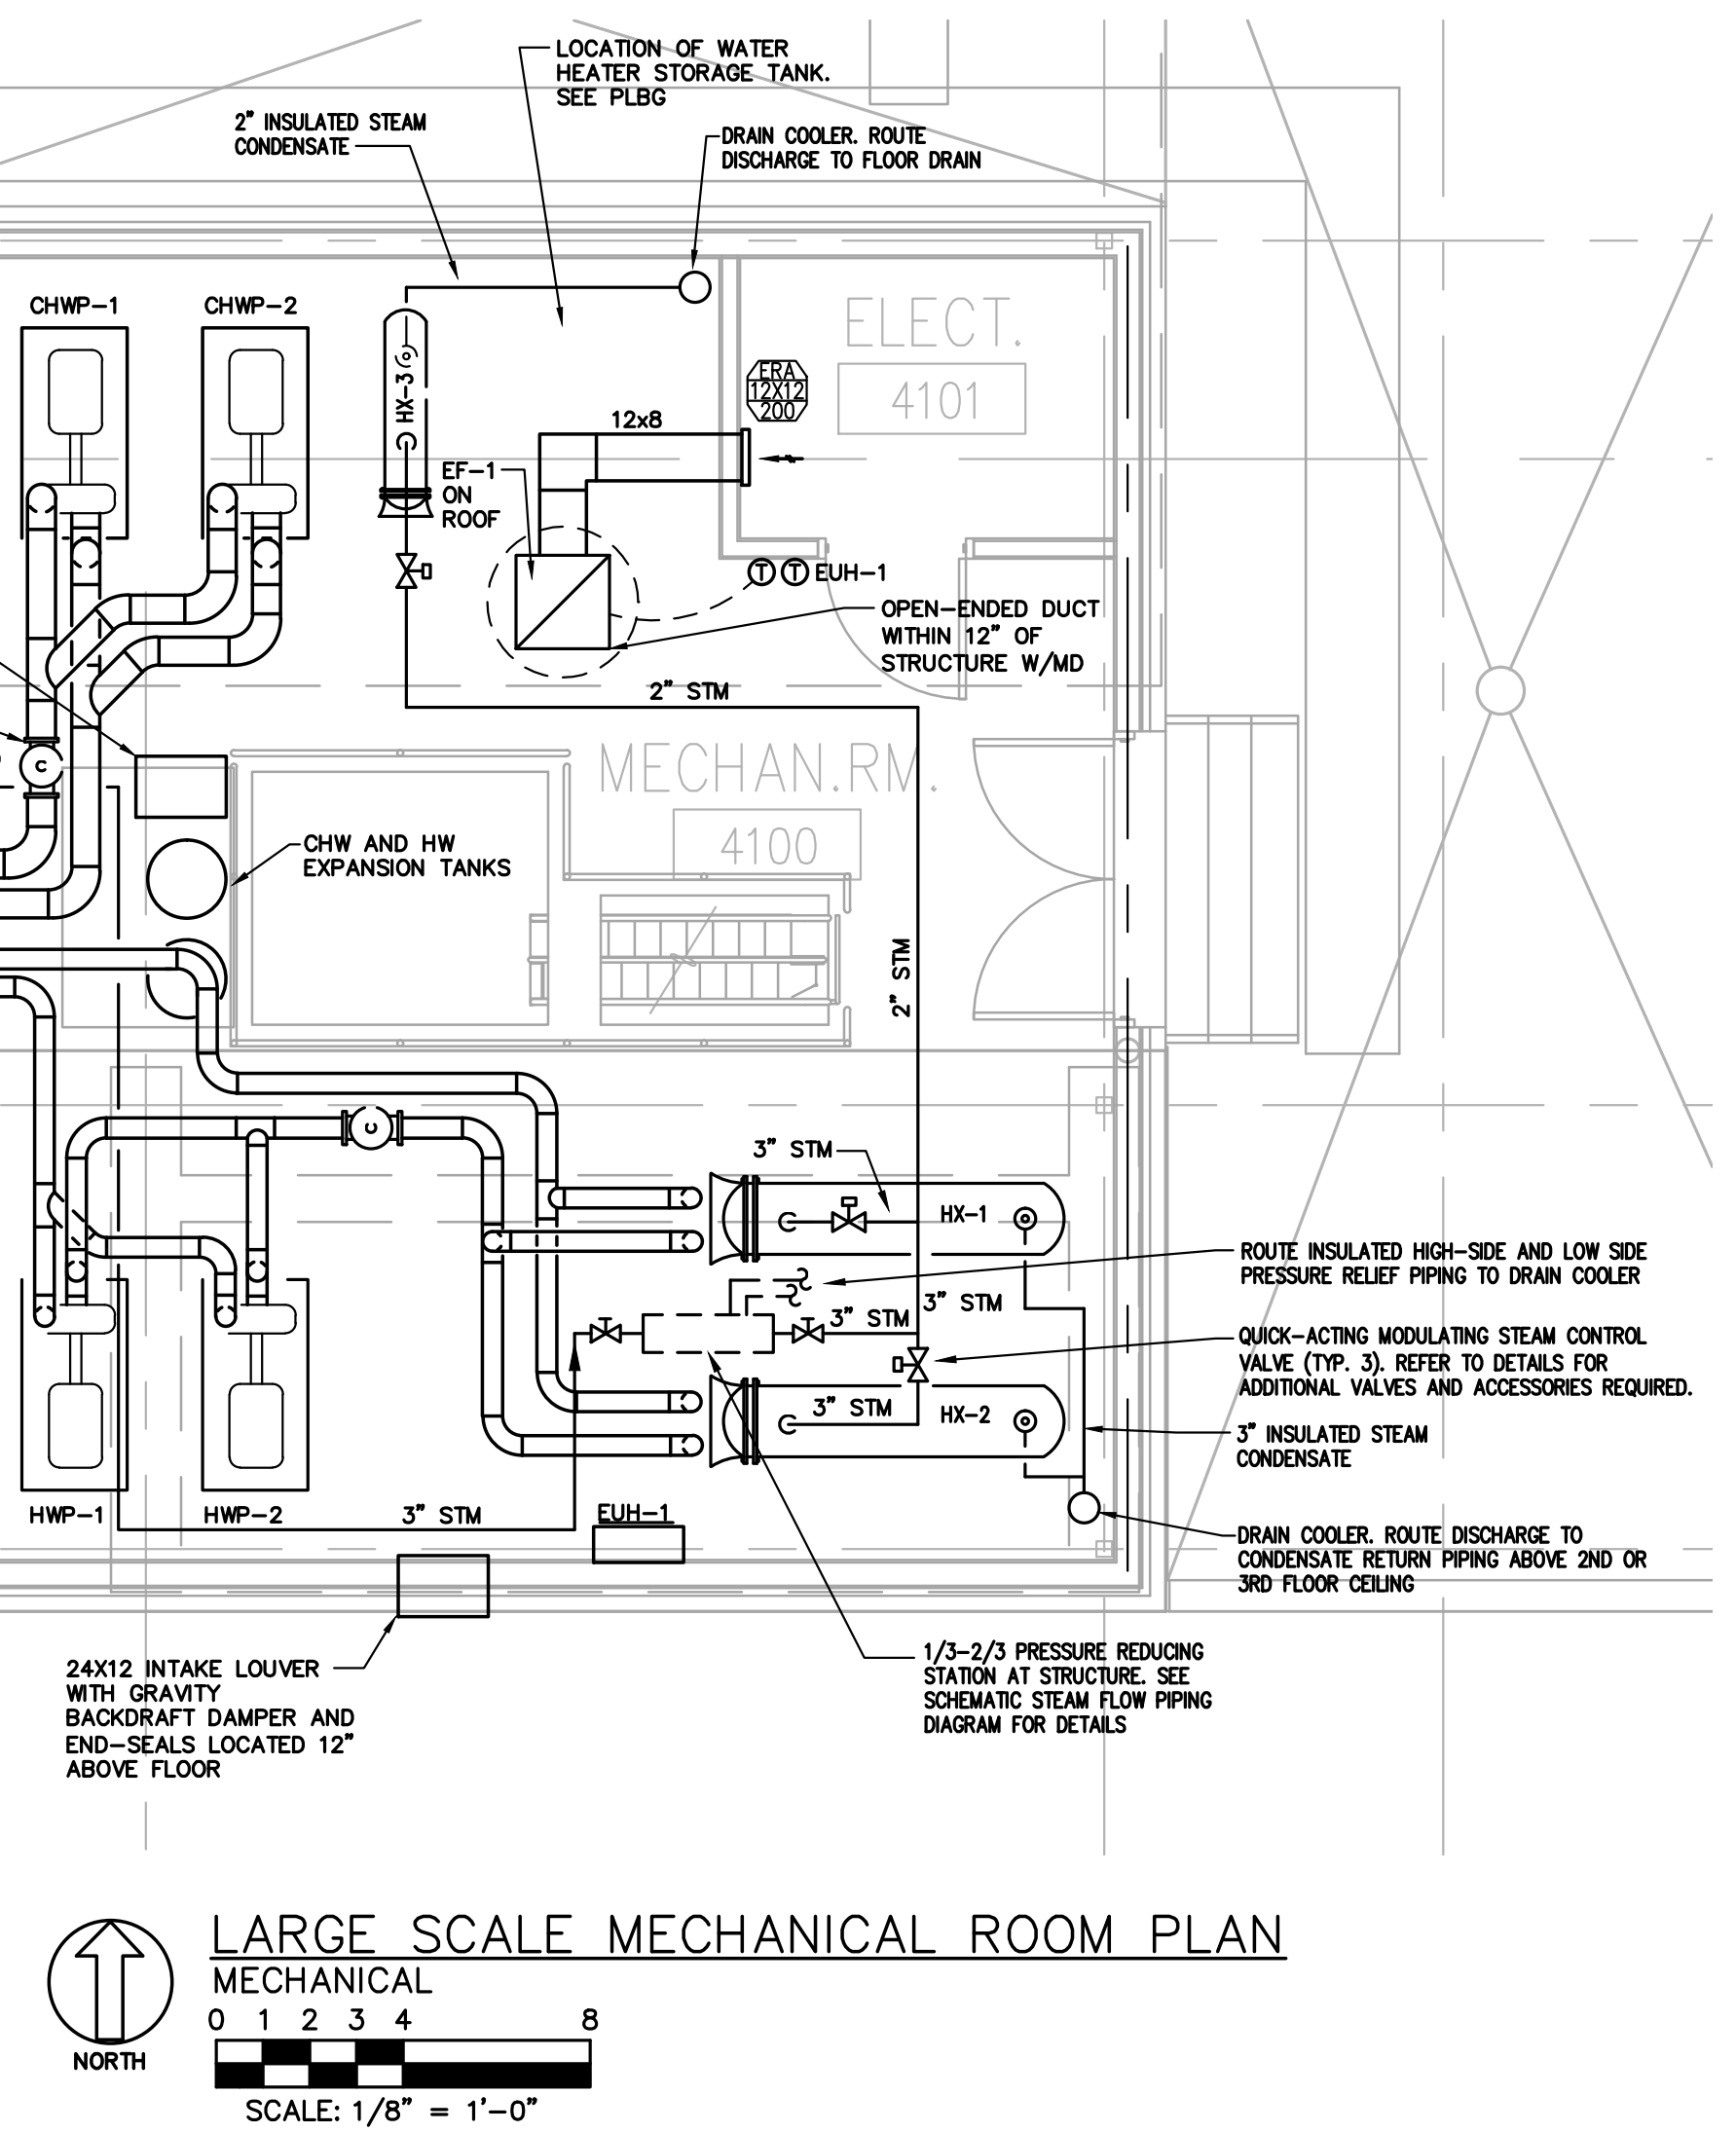 LOCATION OF WATER
HEATER STORAGE TANK.
SEE PLBG
2" INSULATED STEAM
CONDENSATE
DRAIN COOLER. ROUTE
DISCHARGE TO FLOOR DRAIN
CHWP-1
CHWP-2
HX-3
ELECT.
4101
ERA
12X12
200
12x8
EF-1
ON
ROOF
T
T
EUH-1
OPEN-ENDED DUCT
WITHIN 12" OF
STRUCTURE W/MD
2" STM
MECHAN.RM.
4100
C
CHW AND HW
EXPANSION TANKS
2" STM
C
3" STM
HX-1
ROUTE INSULATED HIGH-SIDE AND LOW SIDE
PRESSURE RELIEF PIPING TO DRAIN COOLER
3" STM
3" STM
QUICK-ACTING MODULATING STEAM CONTROL
VALVE (TYP. 3). REFER TO DETAILS FOR
ADDITIONAL VALVES AND ACCESSORIES REQUIRED.
3" STM
HX-2
3" INSULATED STEAM
CONDENSATE
HWP-1
HWP-2
3" STM
EUH-1
DRAIN COOLER. ROUTE DISCHARGE TO
CONDENSATE RETURN PIPING ABOVE 2ND OR
3RD FLOOR CEILING
24X12 INTAKE LOUVER
WITH GRAVITY
BACKDRAFT DAMPER AND
END-SEALS LOCATED 12"
ABOVE FLOOR
1/3-2/3 PRESSURE REDUCING
STATION AT STRUCTURE. SEE
SCHEMATIC STEAM FLOW PIPING
DIAGRAM FOR DETAILS
LARGE SCALE MECHANICAL ROOM PLAN
MECHANICAL
0 1 2 3 4 8
NORTH
SCALE: 1/8" = 1'-0"